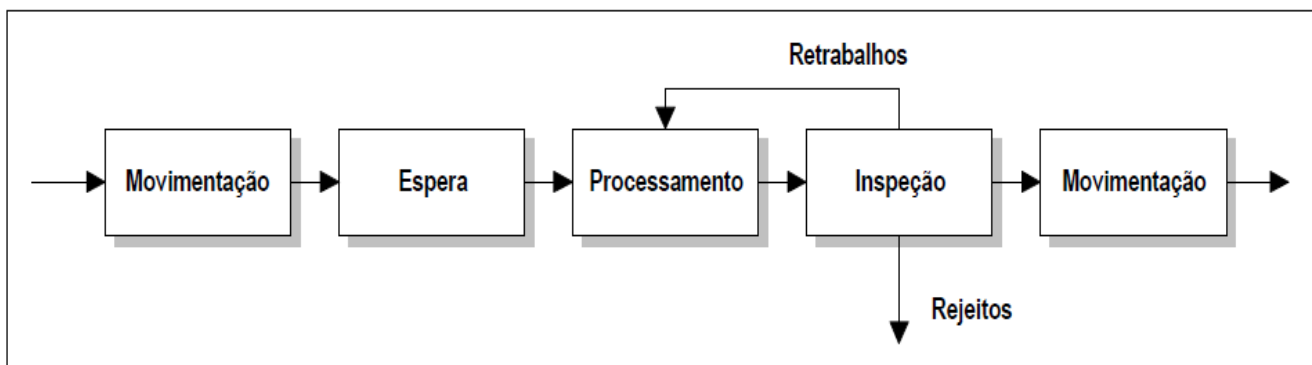 Retrabalhos
Movimentação
Espera
Processamento
Inspeção
Movimentação
Rejeitos